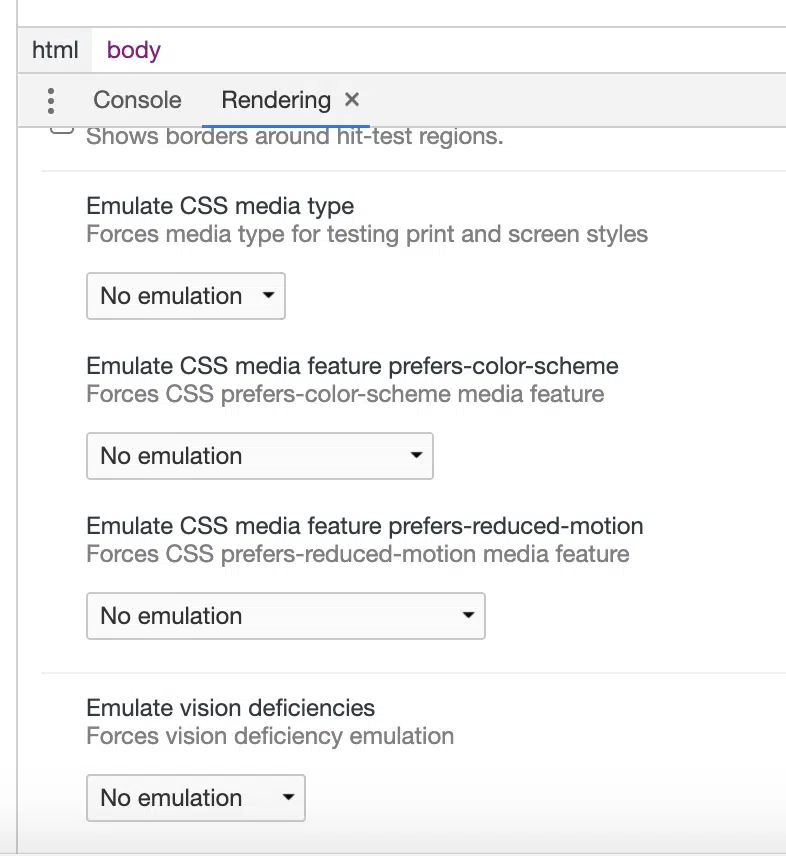 html body
Console Rendering ×
Shows borders around hit-test regions.
Emulate CSS media type
Forces media type for testing print and screen styles
No emulation
Emulate CSS media feature prefers-color-scheme
Forces CSS prefers-color-scheme media feature
No emulation
Emulate CSS media feature prefers-reduced-motion
Forces CSS prefers-reduced-motion media feature
No emulation
Emulate vision deficiencies
Forces vision deficiency emulation
No emulation